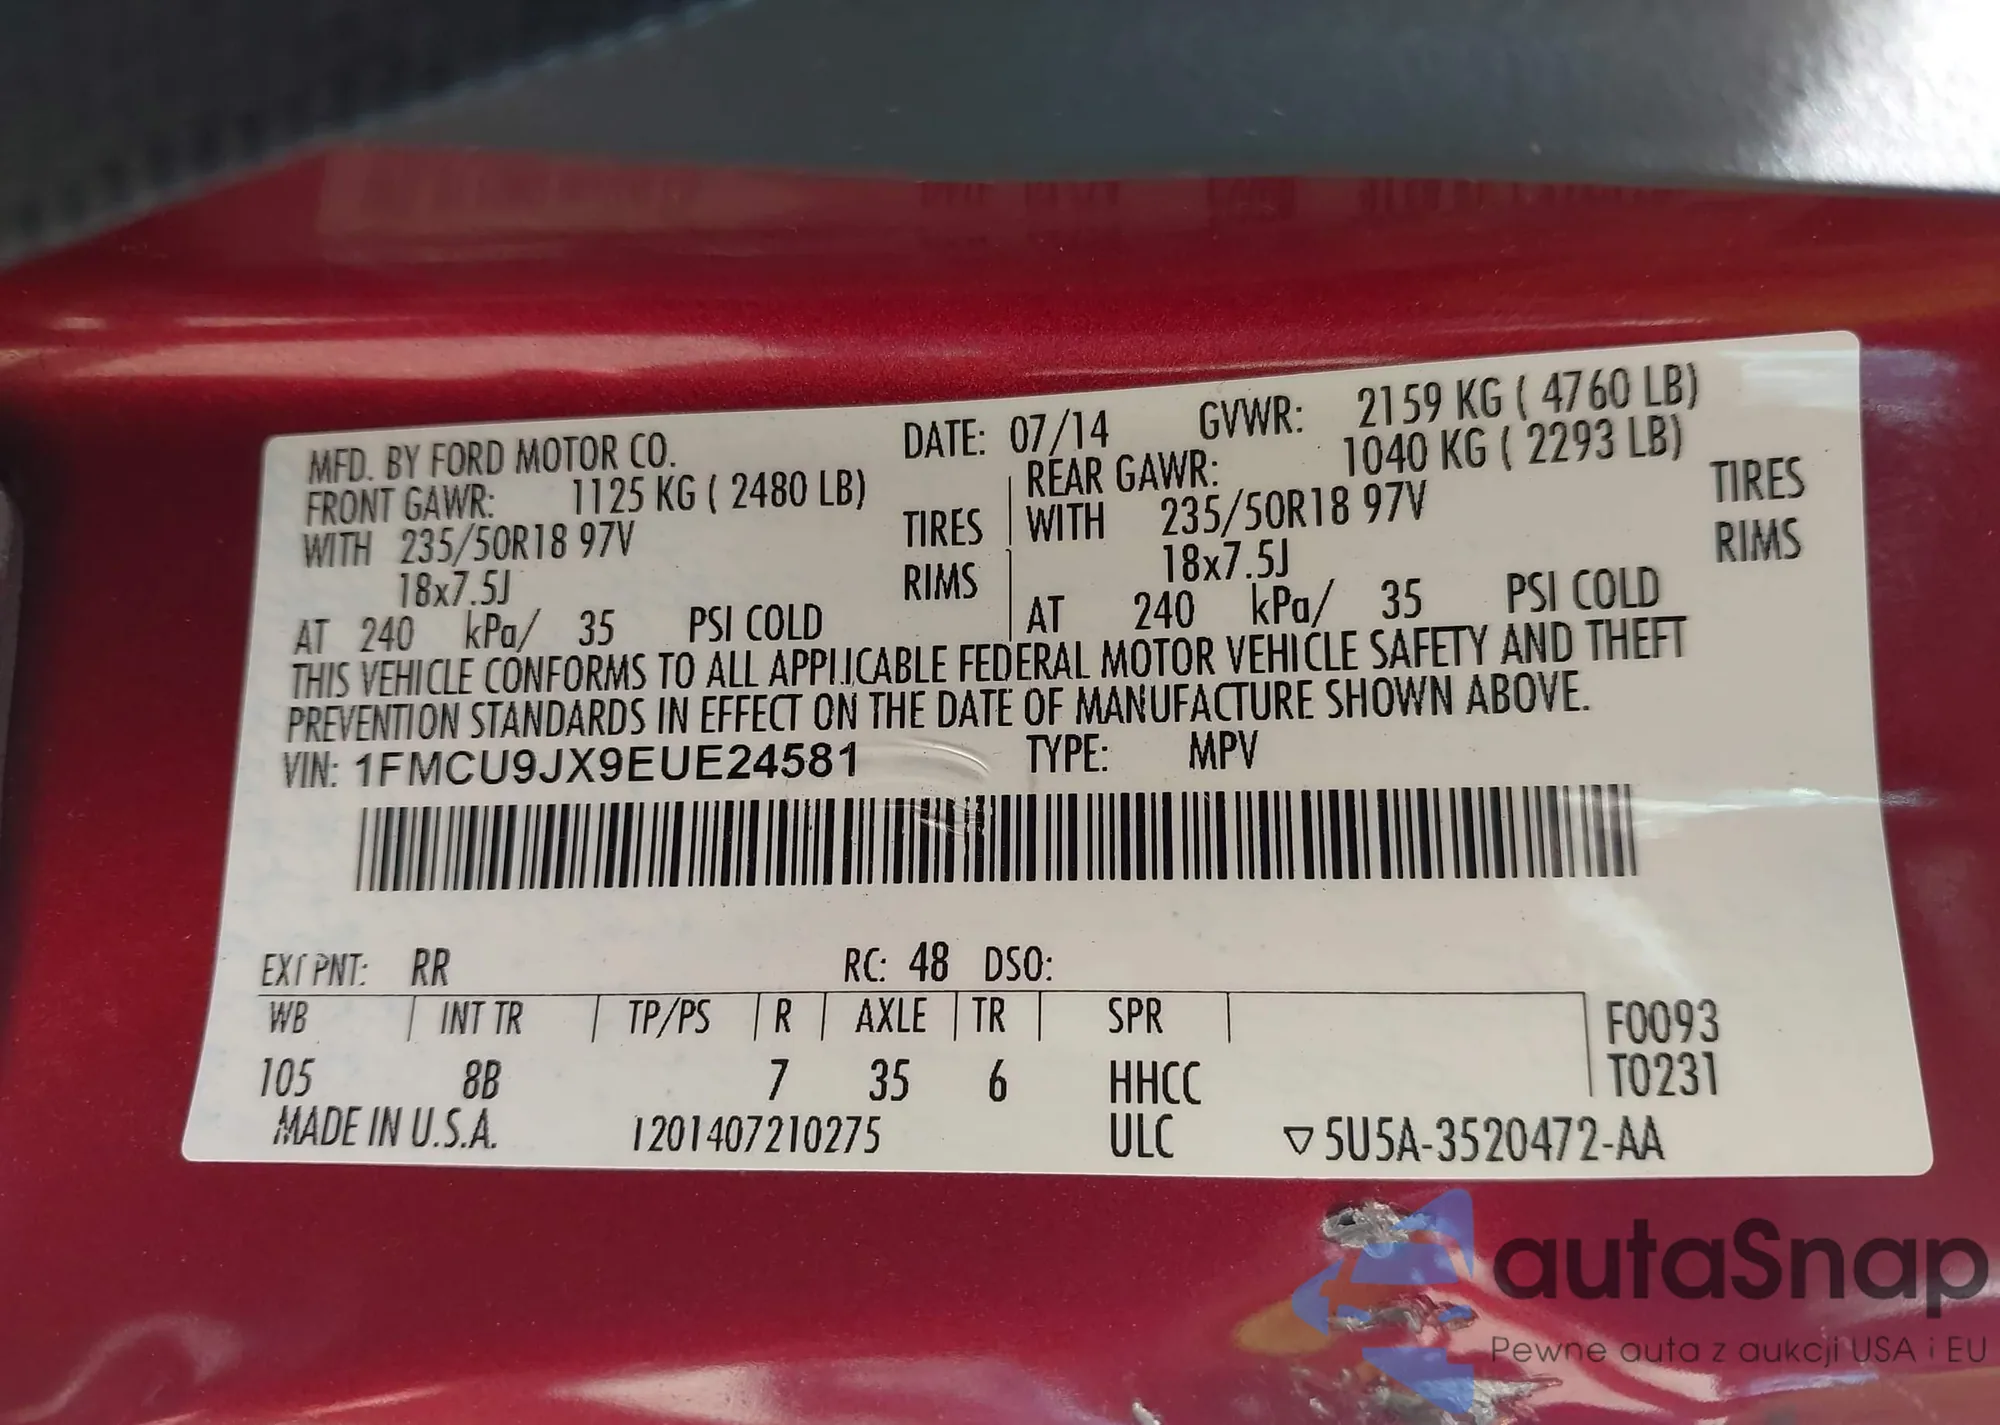 MFD. BY FORD MOTOR CO. DATE: 07/14 GVWR: 2159 KG ( 4760 LB)
FRONT GAWR: 1125 KG ( 2480 LB) REAR GAWR: 1040 KG ( 2293 LB)
WITH 235/50R18 97V TIRES WITH 235/50R18 97V TIRES
18x7.5J RIMS 18x7.5J RIMS
AT 240 kPa/ 35 PSI COLD AT 240 kPa/ 35 PSI COLD
THIS VEHICLE CONFORMS TO ALL APPLICABLE FEDERAL MOTOR VEHICLE SAFETY AND THEFT
PREVENTION STANDARDS IN EFFECT ON THE DATE OF MANUFACTURE SHOWN ABOVE.
VIN: 1FMCU9JX9EUE24581 TYPE: MPV
EXT PNT: RR RC: 48 DSO:
WB INT TR TP/PS R AXLE TR SPR F0093
105 8B 7 35 6 HHCC T0231
MADE IN U.S.A. 1201407210275 ULC ▽5U5A-3520472-AA
autaSnap
Pewne auta z aukcji USA i EU